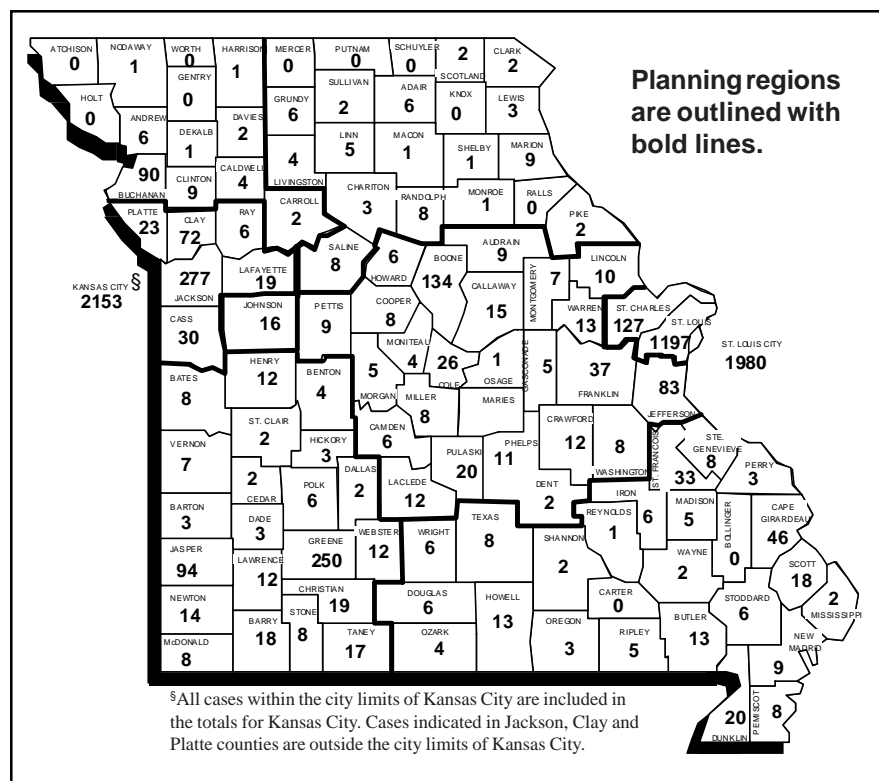 Planning regions
are outlined with
bold lines.
ATCHISON
0
NODAWAY
1
WORTH
0
HARRISON
1
MERCER
0
PUTNAM
0
SCHUYLER
0
2
SCOTLAND
CLARK
2
HOLT
0
GENTRY
0
GRUNDY
6
SULLIVAN
2
ADAIR
6
KNOX
0
LEWIS
3
ANDREW
6
DEKALB
1
DAVIES
2
4
LIVINGSTON
LINN
5
MACON
1
SHELBY
1
MARION
9
90
BUCHANAN
CLINTON
9
CALDWELL
4
CARROLL
2
CHARITON
3
RANDOLPH
8
MONROE
1
RALLS
0
PIKE
2
PLATTE
23
CLAY
72
RAY
6
SALINE
8
6
HOWARD
BOONE
134
AUDRAIN
9
MONTGOMERY
7
LINCOLN
10
KANSAS CITY §
2153
277
JACKSON
LAFAYETTE
19
COOPER
8
CALLAWAY
15
WARREN
13
ST. CHARLES
127
ST. LOUIS
1197
ST. LOUIS CITY
1980
CASS
30
JOHNSON
16
PETTIS
9
MONITEAU
4
26
COLE
1
OSAGE
GASCONADE
5
37
FRANKLIN
83
JEFFERSON
BATES
8
HENRY
12
BENTON
4
5
MORGAN
MILLER
8
MARIES
ST. CLAIR
2
HICKORY
3
CAMDEN
6
PULASKI
20
PHELPS
11
CRAWFORD
12
8
WASHINGTON
ST. FRANCOIS
33
STE.
GENEVIEVE
8
PERRY
3
VERNON
7
2
CEDAR
POLK
6
DALLAS
2
LACLEDE
12
DENT
2
IRON
6
MADISON
5
BOLLINGER
0
CAPE
GIRARDEAU
46
BARTON
3
DADE
3
GREENE
250
WEBSTER
12
WRIGHT
6
TEXAS
8
SHANNON
2
REYNOLDS
1
WAYNE
2
SCOTT
18
JASPER
94
LAWRENCE
12
CHRISTIAN
19
DOUGLAS
6
HOWELL
13
CARTER
0
STODDARD
6
2
MISSISSIPPI
NEWTON
14
BARRY
18
STONE
8
TANEY
17
OZARK
4
OREGON
3
RIPLEY
5
BUTLER
13
NEW
MADRID
9
McDONALD
8
20
DUNKLIN
PEMISCOT
8
§All cases within the city limits of Kansas City are included in
the totals for Kansas City. Cases indicated in Jackson, Clay and
Platte counties are outside the city limits of Kansas City.